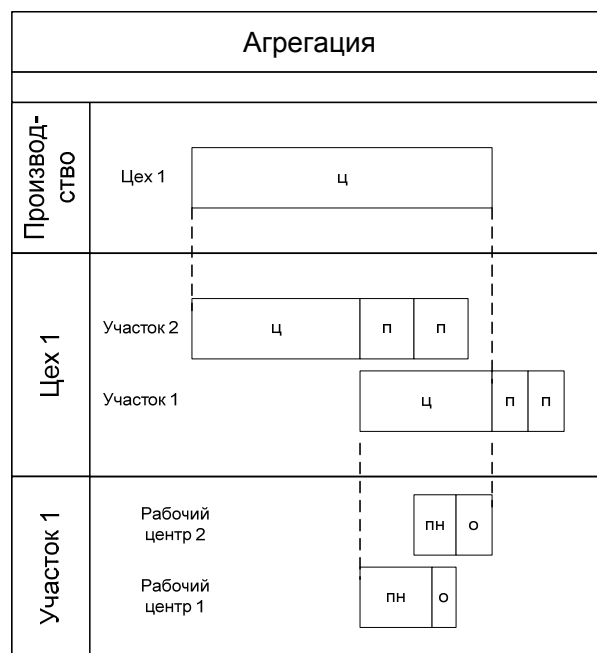 Агрегация
Производ-
ство
Цех 1
ц
Цех 1
Участок 2
ц
п
п
Участок 1
ц
п
п
Участок 1
Рабочий
центр 2
пн
о
Рабочий
центр 1
пн
о